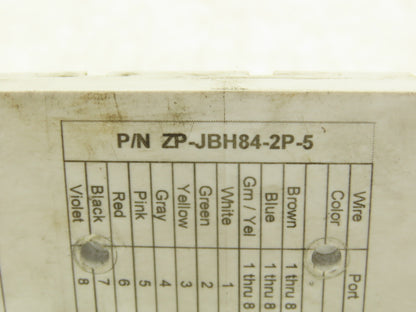 P/N ZP-JBH84-2P-5
Wire Color Port
Brown 1 thru 8
Blue 1 thru 8
Grn / Yel 1 thru 8
White 1
Green 2
Yellow 3
Gray 4
Pink 5
Red 6
Black 7
Violet 8